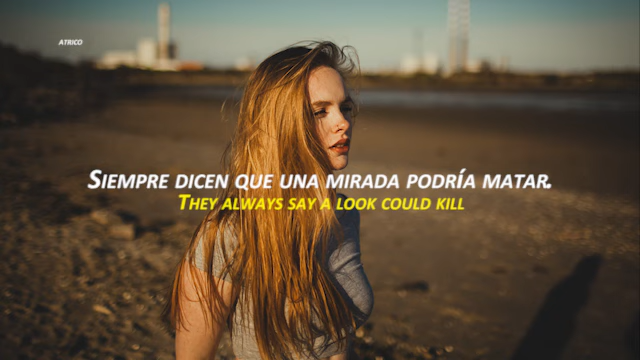 ATRICO
SIEMPRE DICEN QUE UNA MIRADA PODRÍA MATAR.
THEY ALWAYS SAY A LOOK COULD KILL